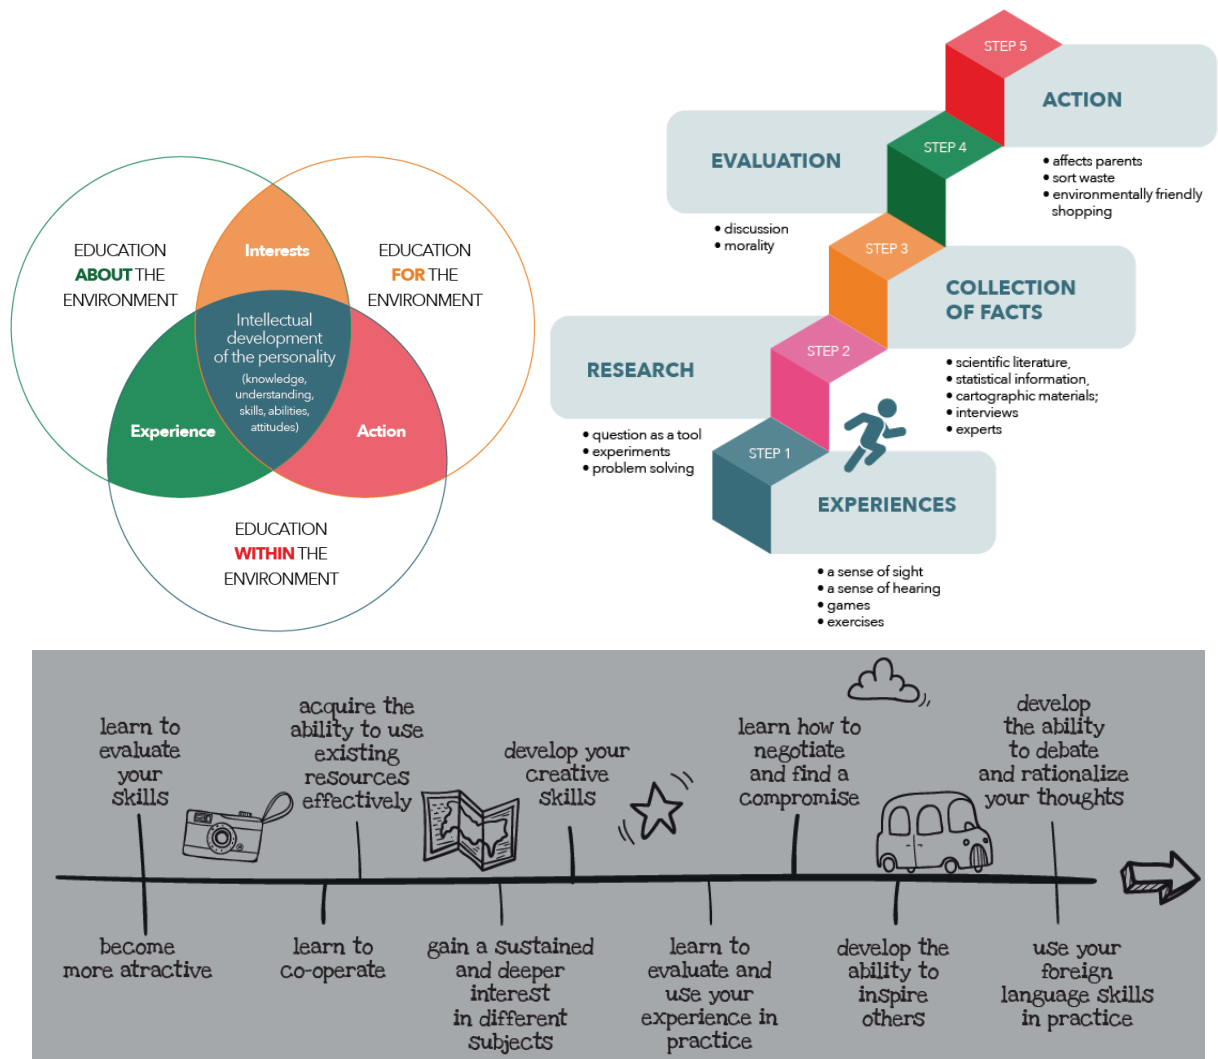 EDUCATION
ABOUT THE
ENVIRONMENT
Interests
EDUCATION
FOR THE
ENVIRONMENT
Intellectual
development
of the personality
(knowledge,
understanding,
skills, abilities,
attitudes)
Experience
Action
EDUCATION
WITHIN THE
ENVIRONMENT
STEP 5
ACTION
• affects parents
• sort waste
• environmentally friendly
shopping
STEP 4
EVALUATION
• discussion
• morality
STEP 3
COLLECTION
OF FACTS
• scientific literature,
• statistical information,
• cartographic materials;
• interviews
• experts
STEP 2
RESEARCH
• question as a tool
• experiments
• problem solving
STEP 1
EXPERIENCES
• a sense of sight
• a sense of hearing
• games
• exercises
learn to
evaluate
your
skills
acquire the
ability to use
existing
resources
effectively
develop your
creative
skills
learn how to
negotiate
and find a
compromise
develop
the ability
to debate
and rationalize
your thoughts
become
more atractive
learn to
co-operate
gain a sustained
and deeper
interest
in different
subjects
learn to
evaluate and
use your
experience in
practice
develop the
ability to
inspire
others
use your
foreign
language skills
in practice